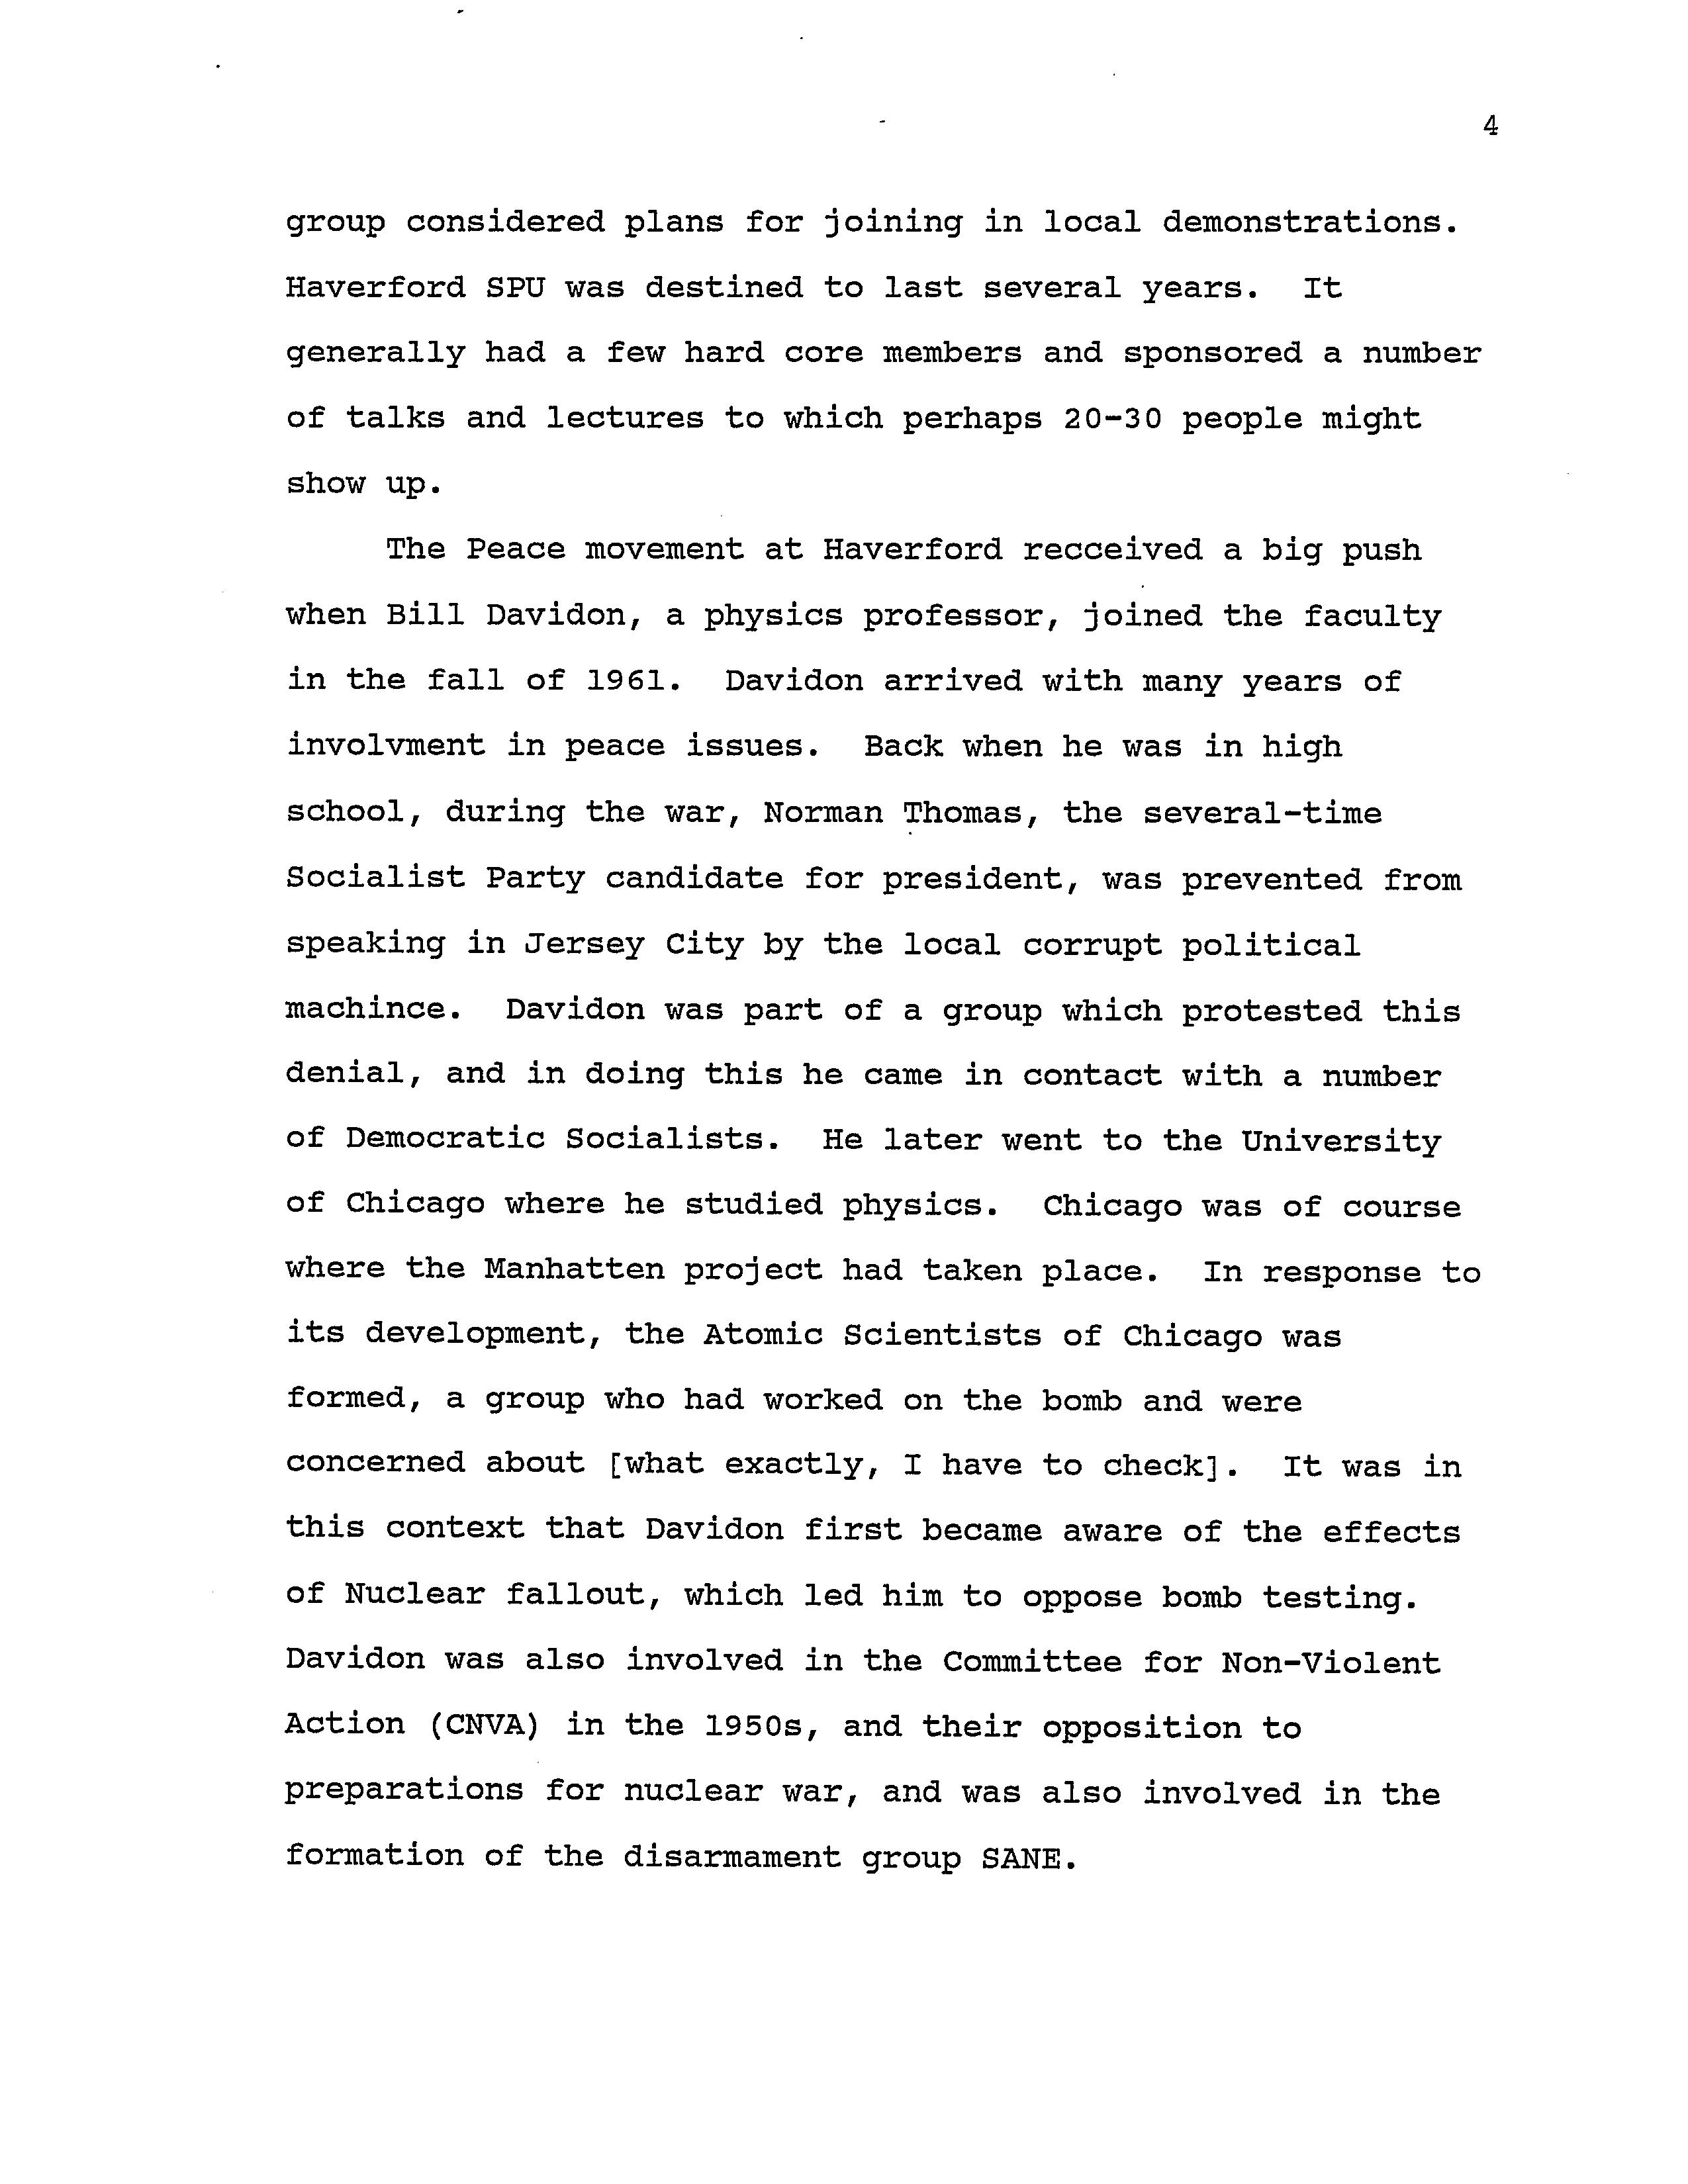 4
group considered plans for joining in local demonstrations.
Haverford SPU was destined to last several years.  It
generally had a few hard core members and sponsored a number
of talks and lectures to which perhaps 20-30 people might
show up.
The Peace movement at Haverford recceived a big push
when Bill Davidon, a physics professor, joined the faculty
in the fall of 1961.  Davidon arrived with many years of
involvment in peace issues.  Back when he was in high
school, during the war, Norman Thomas, the several-time
Socialist Party candidate for president, was prevented from
speaking in Jersey City by the local corrupt political
machince.  Davidon was part of a group which protested this
denial, and in doing this he came in contact with a number
of Democratic Socialists.  He later went to the University
of Chicago where he studied physics.  Chicago was of course
where the Manhatten project had taken place.  In response to
its development, the Atomic Scientists of Chicago was
formed, a group who had worked on the bomb and were
concerned about [what exactly, I have to check].  It was in
this context that Davidon first became aware of the effects
of Nuclear fallout, which led him to oppose bomb testing.
Davidon was also involved in the Committee for Non-Violent
Action (CNVA) in the 1950s, and their opposition to
preparations for nuclear war, and was also involved in the
formation of the disarmament group SANE.